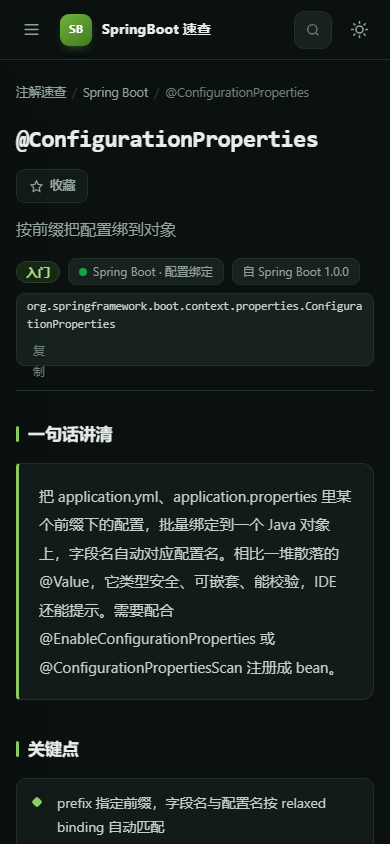 SB SpringBoot 速查
注解速查 / Spring Boot / @ConfigurationProperties
@ConfigurationProperties
收藏
按前缀把配置绑到对象
入门 Spring Boot · 配置绑定 自 Spring Boot 1.0.0
org.springframework.boot.context.properties.Configura
tionProperties
复
制
一句话讲清
把 application.yml、application.properties 里某
个前缀下的配置，批量绑定到一个 Java 对象
上，字段名自动对应配置名。相比一堆散落的
@Value，它类型安全、可嵌套、能校验，IDE
还能提示。需要配合
@EnableConfigurationProperties 或
@ConfigurationPropertiesScan 注册成 bean。
关键点
prefix 指定前缀，字段名与配置名按 relaxed
binding 自动匹配